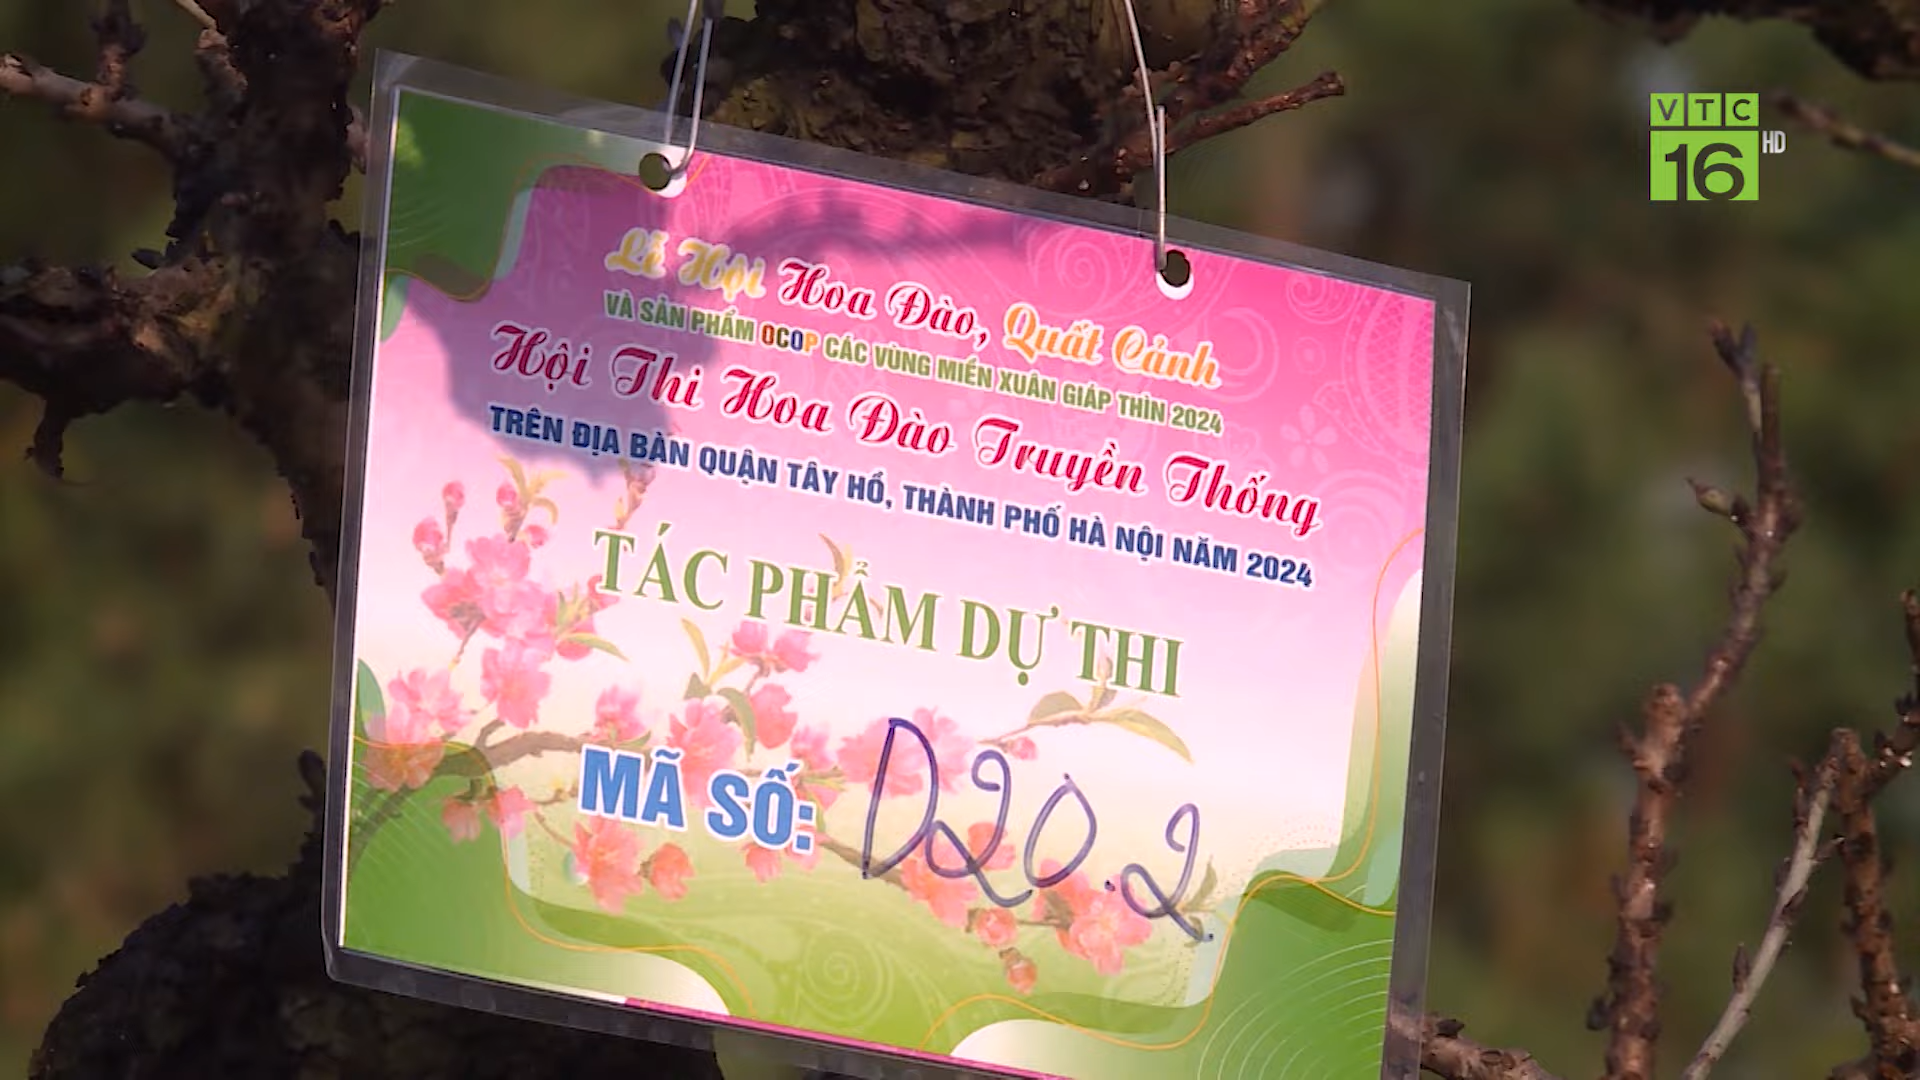 VTC
16 HD
Lễ Hội Hoa Đào, Quất Cảnh
VÀ SẢN PHẨM OCOP CÁC VÙNG MIỀN XUÂN GIÁP THÌN 2024
Hội Thi Hoa Đào Truyền Thống
TRÊN ĐỊA BÀN QUẬN TÂY HỒ, THÀNH PHỐ HÀ NỘI NĂM 2024
TÁC PHẨM DỰ THI
MÃ SỐ: D20.2